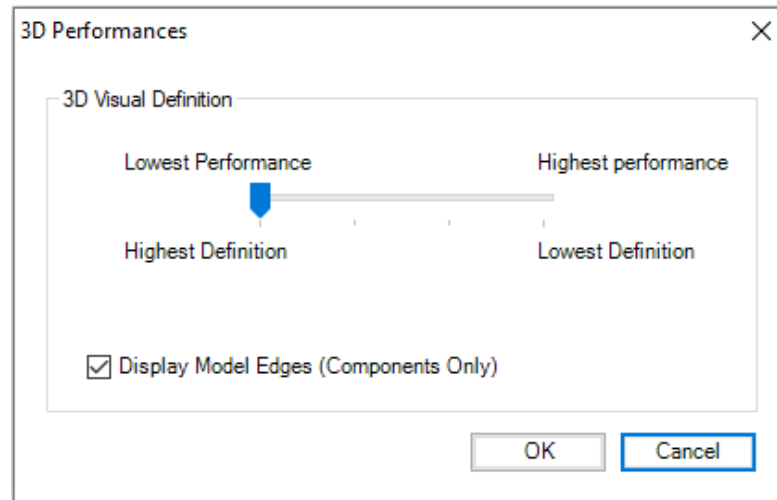 3D Performances
3D Visual Definition
Lowest Performance Highest performance
Highest Definition Lowest Definition
Display Model Edges (Components Only)
OK Cancel